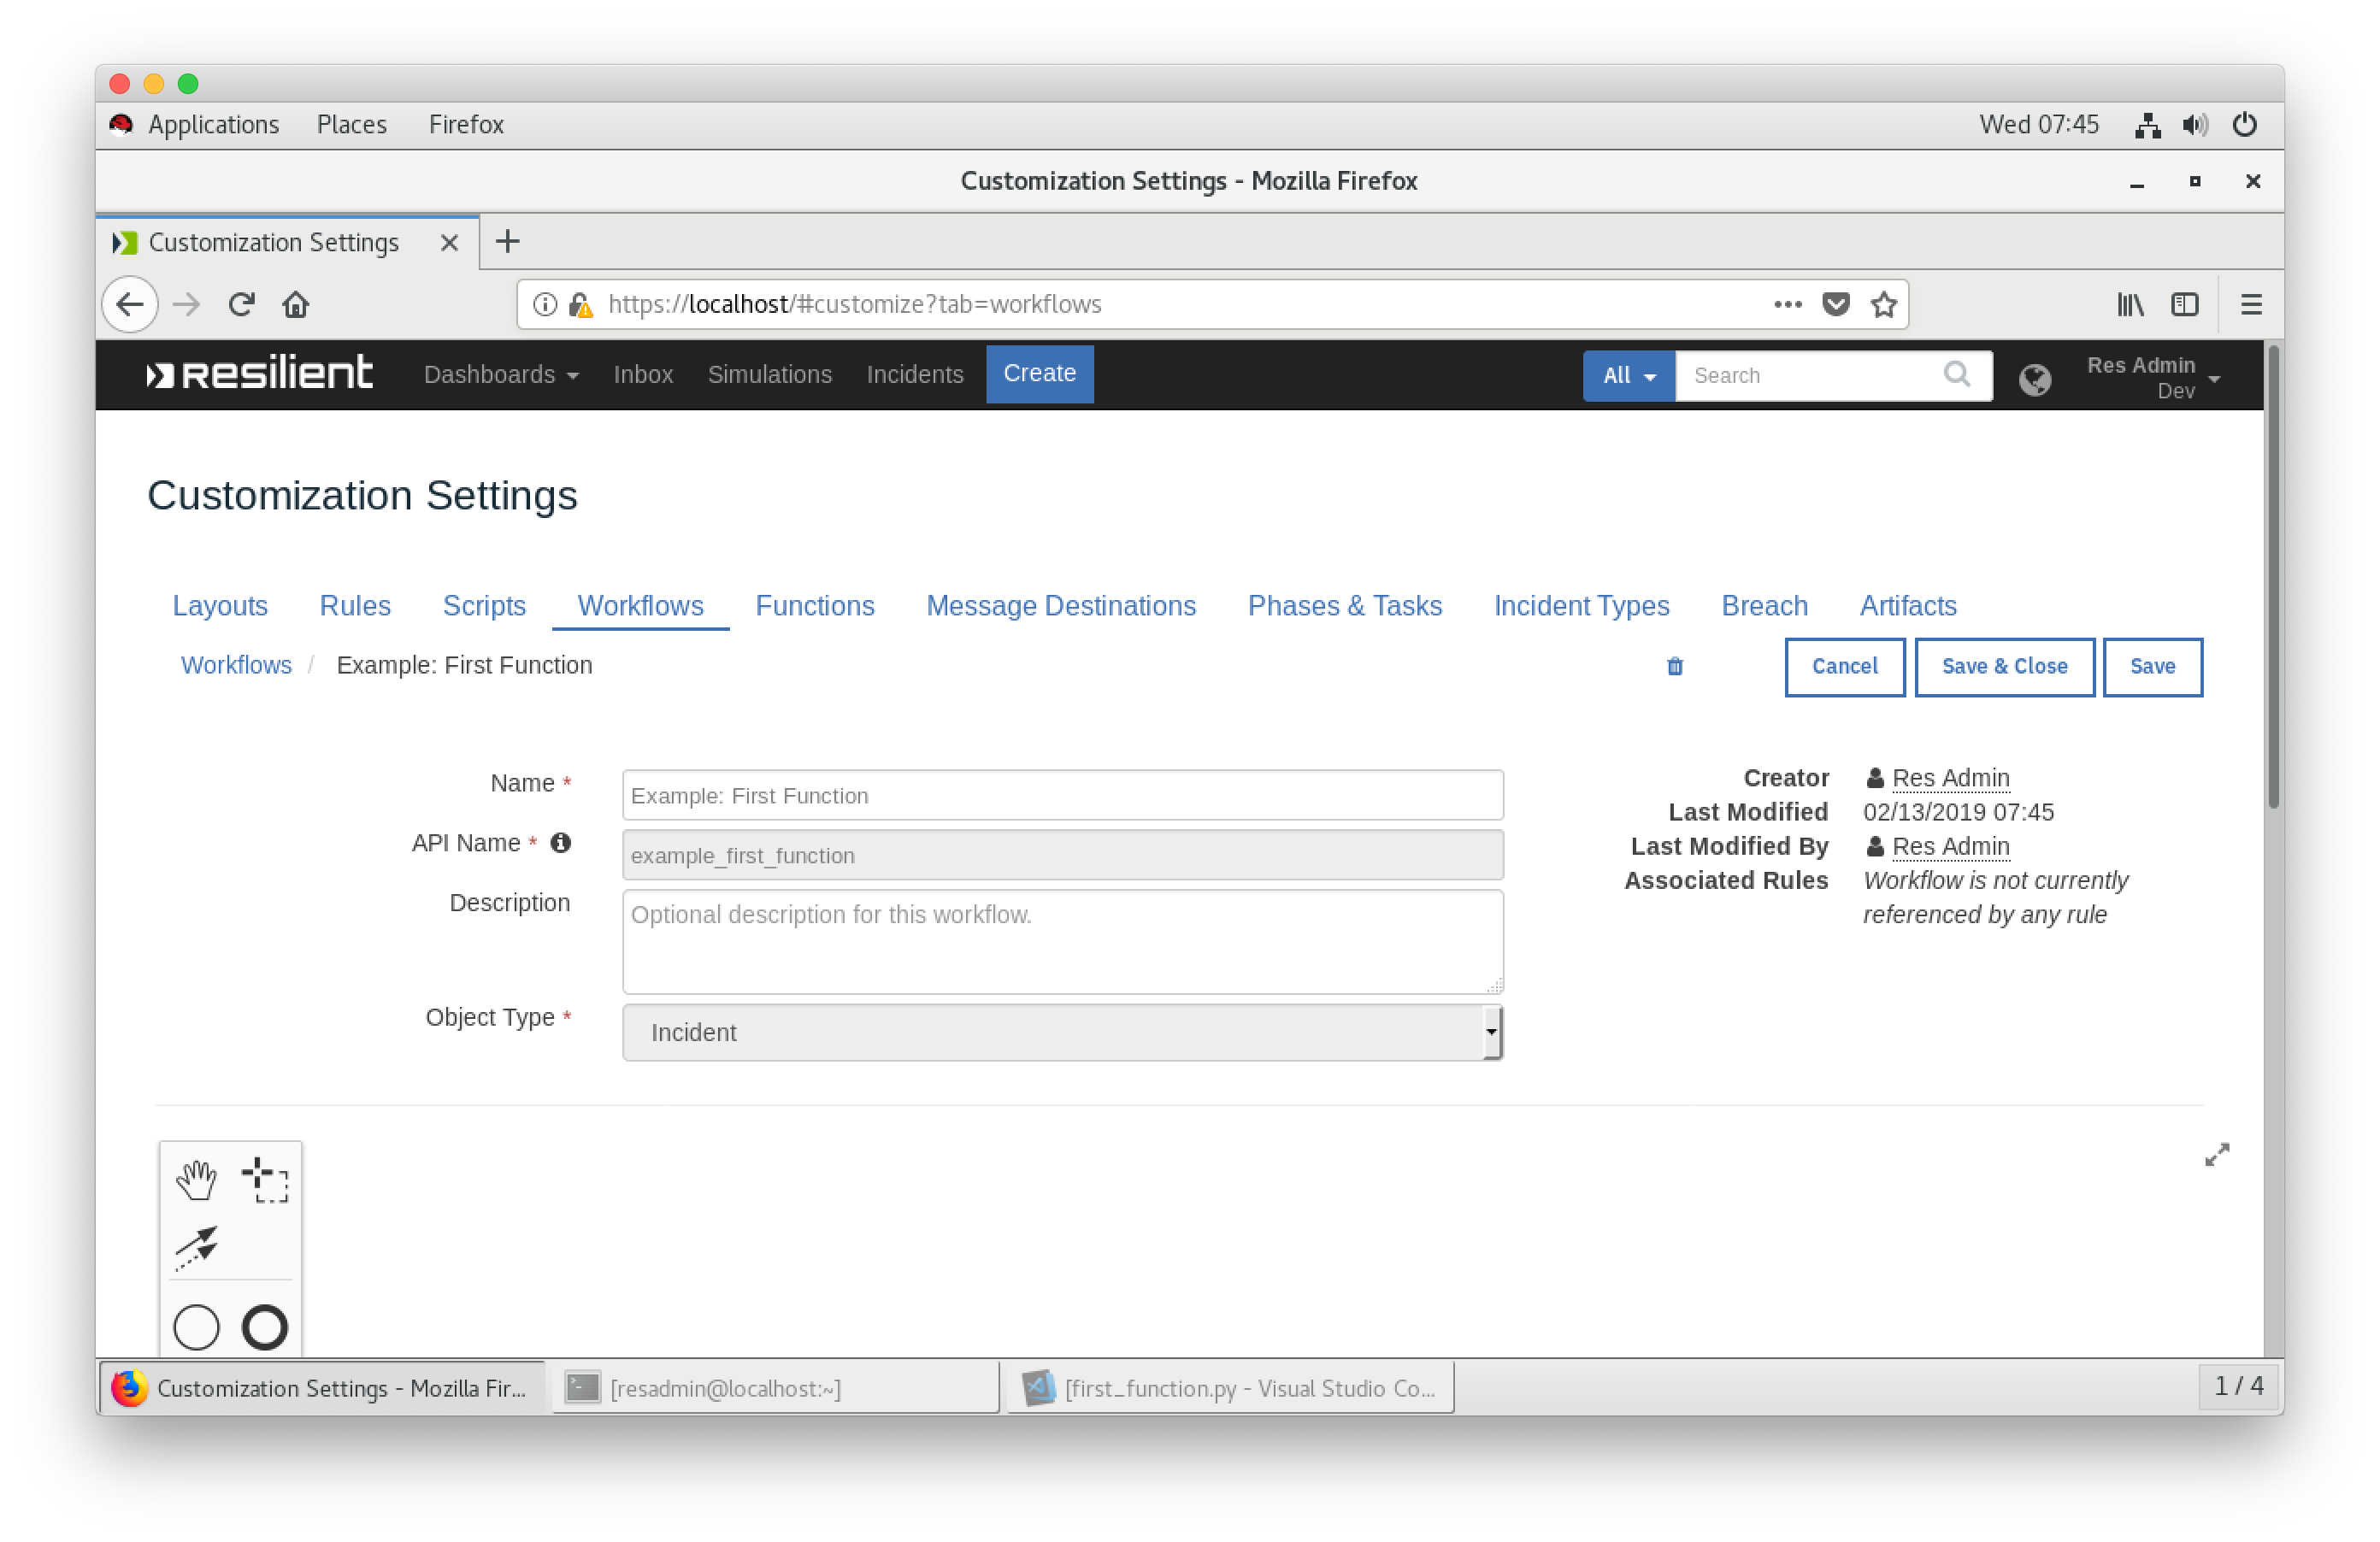 Applications Places Firefox Wed 07:45
Customization Settings - Mozilla Firefox
Customization Settings
https://localhost/#customize?tab=workflows
resilient Dashboards Inbox Simulations Incidents Create All Search Res Admin
Dev
Customization Settings
Layouts Rules Scripts Workflows Functions Message Destinations Phases & Tasks Incident Types Breach Artifacts
Workflows / Example: First Function Cancel Save & Close Save
Name * Example: First Function
API Name * example_first_function
Description Optional description for this workflow.
Object Type * Incident
Creator Res Admin
Last Modified 02/13/2019 07:45
Last Modified By Res Admin
Associated Rules Workflow is not currently
referenced by any rule
Customization Settings - Mozilla Fir... [resadmin@localhost:~] [first_function.py - Visual Studio Co... 1 / 4